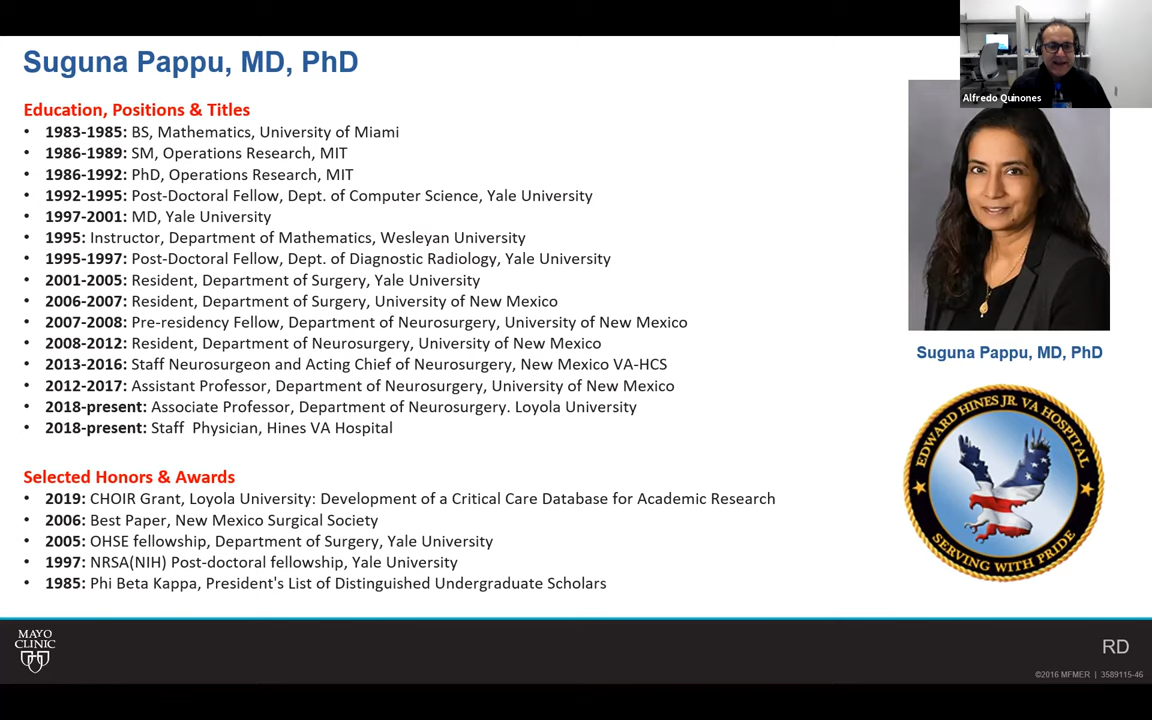 Suguna Pappu, MD, PhD
Education, Positions & Titles
• 1983-1985: BS, Mathematics, University of Miami
• 1986-1989: SM, Operations Research, MIT
• 1986-1992: PhD, Operations Research, MIT
• 1992-1995: Post-Doctoral Fellow, Dept. of Computer Science, Yale University
• 1997-2001: MD, Yale University
• 1995: Instructor, Department of Mathematics, Wesleyan University
• 1995-1997: Post-Doctoral Fellow, Dept. of Diagnostic Radiology, Yale University
• 2001-2005: Resident, Department of Surgery, Yale University
• 2006-2007: Resident, Department of Surgery, University of New Mexico
• 2007-2008: Pre-residency Fellow, Department of Neurosurgery, University of New Mexico
• 2008-2012: Resident, Department of Neurosurgery, University of New Mexico
• 2013-2016: Staff Neurosurgeon and Acting Chief of Neurosurgery, New Mexico VA-HCS
• 2012-2017: Assistant Professor, Department of Neurosurgery, University of New Mexico
• 2018-present: Associate Professor, Department of Neurosurgery. Loyola University
• 2018-present: Staff Physician, Hines VA Hospital
Selected Honors & Awards
• 2019: CHOIR Grant, Loyola University: Development of a Critical Care Database for Academic Research
• 2006: Best Paper, New Mexico Surgical Society
• 2005: OHSE fellowship, Department of Surgery, Yale University
• 1997: NRSA(NIH) Post-doctoral fellowship, Yale University
• 1985: Phi Beta Kappa, President's List of Distinguished Undergraduate Scholars
Alfredo Quinones
Suguna Pappu, MD, PhD
EDWARD HINES JR. VA HOSPITAL
SERVING WITH PRIDE
MAYO
CLINIC
RD
©2016 MFMER | 3589115-46